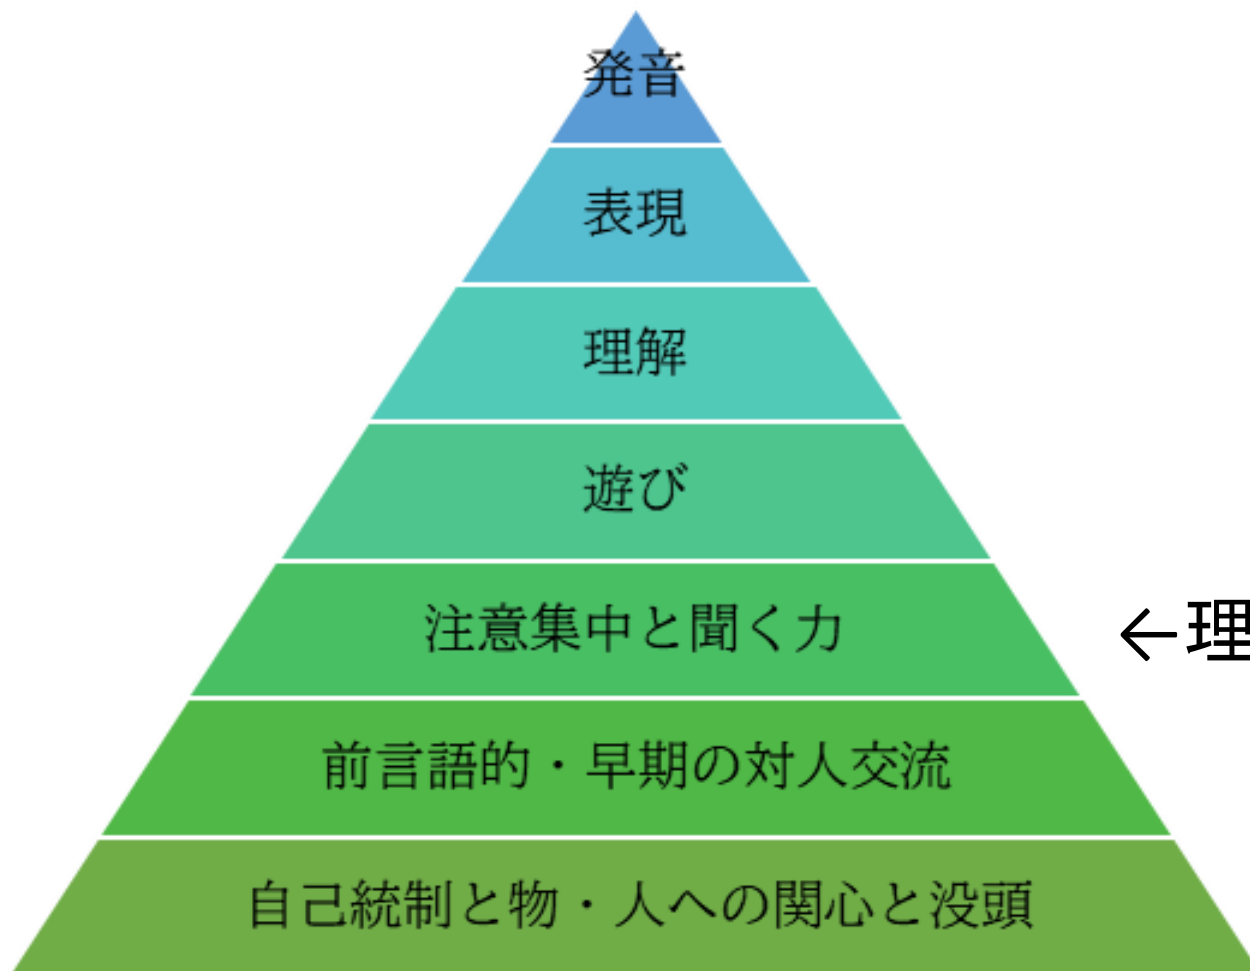 発音
表現
理解
遊び
注意集中と聞く力
←理
前言語的・早期の対人交流
自己統制と物・人への関心と没頭